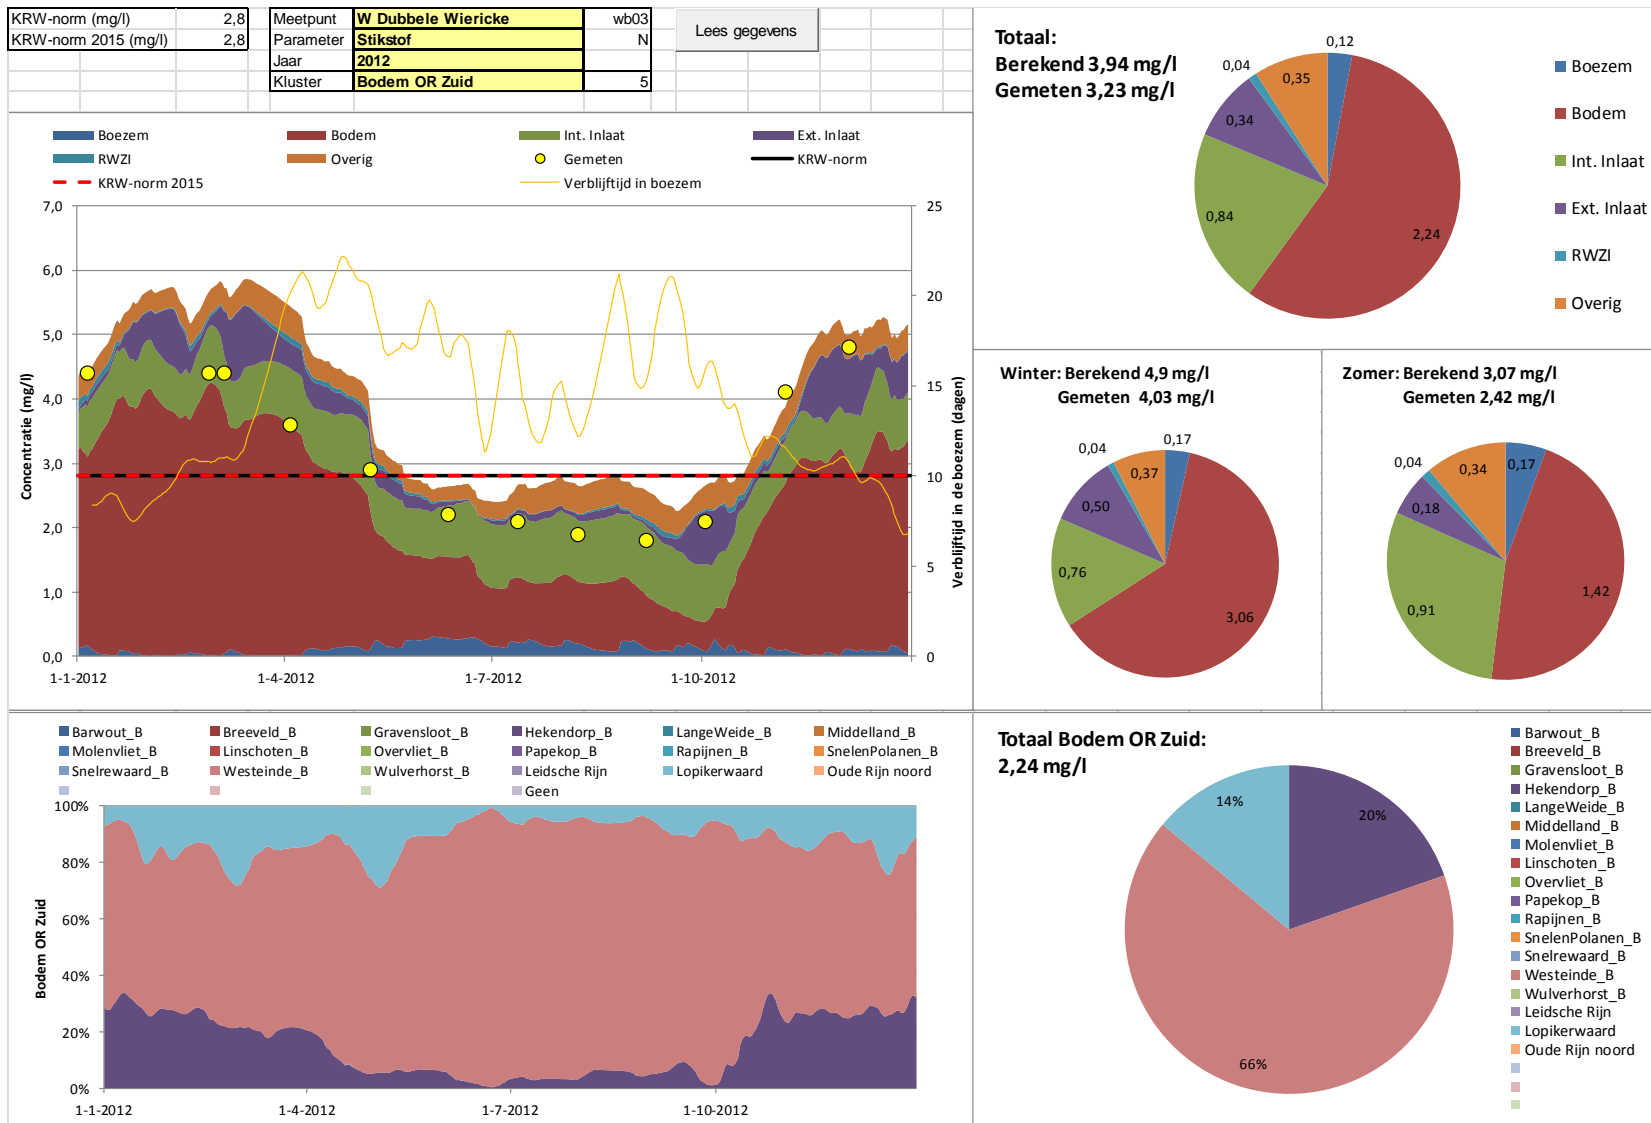 KRW-norm (mg/l) 2,8
KRW-norm 2015 (mg/l) 2,8
Meetpunt W Dubbele Wiericke wb03
Parameter Stikstof N
Jaar 2012
Kluster Bodem OR Zuid 5
Lees gegevens
Boezem Bodem Int. Inlaat Ext. Inlaat
RWZI Overig Gemeten KRW-norm
KRW-norm 2015 Verblijftijd in boezem
Concentratie (mg/l)
7,0
6,0
5,0
4,0
3,0
2,0
1,0
0,0
25
20
15
10
5
0
Verblijftijd in de boezem (dagen)
1-1-2012 1-4-2012 1-7-2012 1-10-2012
Totaal:
Berekend 3,94 mg/l
Gemeten 3,23 mg/l
0,12
2,24
0,84
0,34
0,04
0,35
Boezem
Bodem
Int. Inlaat
Ext. Inlaat
RWZI
Overig
Winter: Berekend 4,9 mg/l
Gemeten 4,03 mg/l
0,17
3,06
0,76
0,50
0,04
0,37
Zomer: Berekend 3,07 mg/l
Gemeten 2,42 mg/l
0,17
1,42
0,91
0,18
0,04
0,34
Barwout_B Breeveld_B Gravensloot_B Hekendorp_B LangeWeide_B Middelland_B
Molenvliet_B Linschoten_B Overvliet_B Papekop_B Rapijnen_B SnelenPolanen_B
Snelrewaard_B Westeinde_B Wulverhorst_B Leidsche Rijn Lopikerwaard Oude Rijn noord
Geen
Bodem OR Zuid
100%
80%
60%
40%
20%
0%
1-1-2012 1-4-2012 1-7-2012 1-10-2012
Totaal Bodem OR Zuid:
2,24 mg/l
14%
20%
66%
Barwout_B
Breeveld_B
Gravensloot_B
Hekendorp_B
LangeWeide_B
Middelland_B
Molenvliet_B
Linschoten_B
Overvliet_B
Papekop_B
Rapijnen_B
SnelenPolanen_B
Snelrewaard_B
Westeinde_B
Wulverhorst_B
Leidsche Rijn
Lopikerwaard
Oude Rijn noord